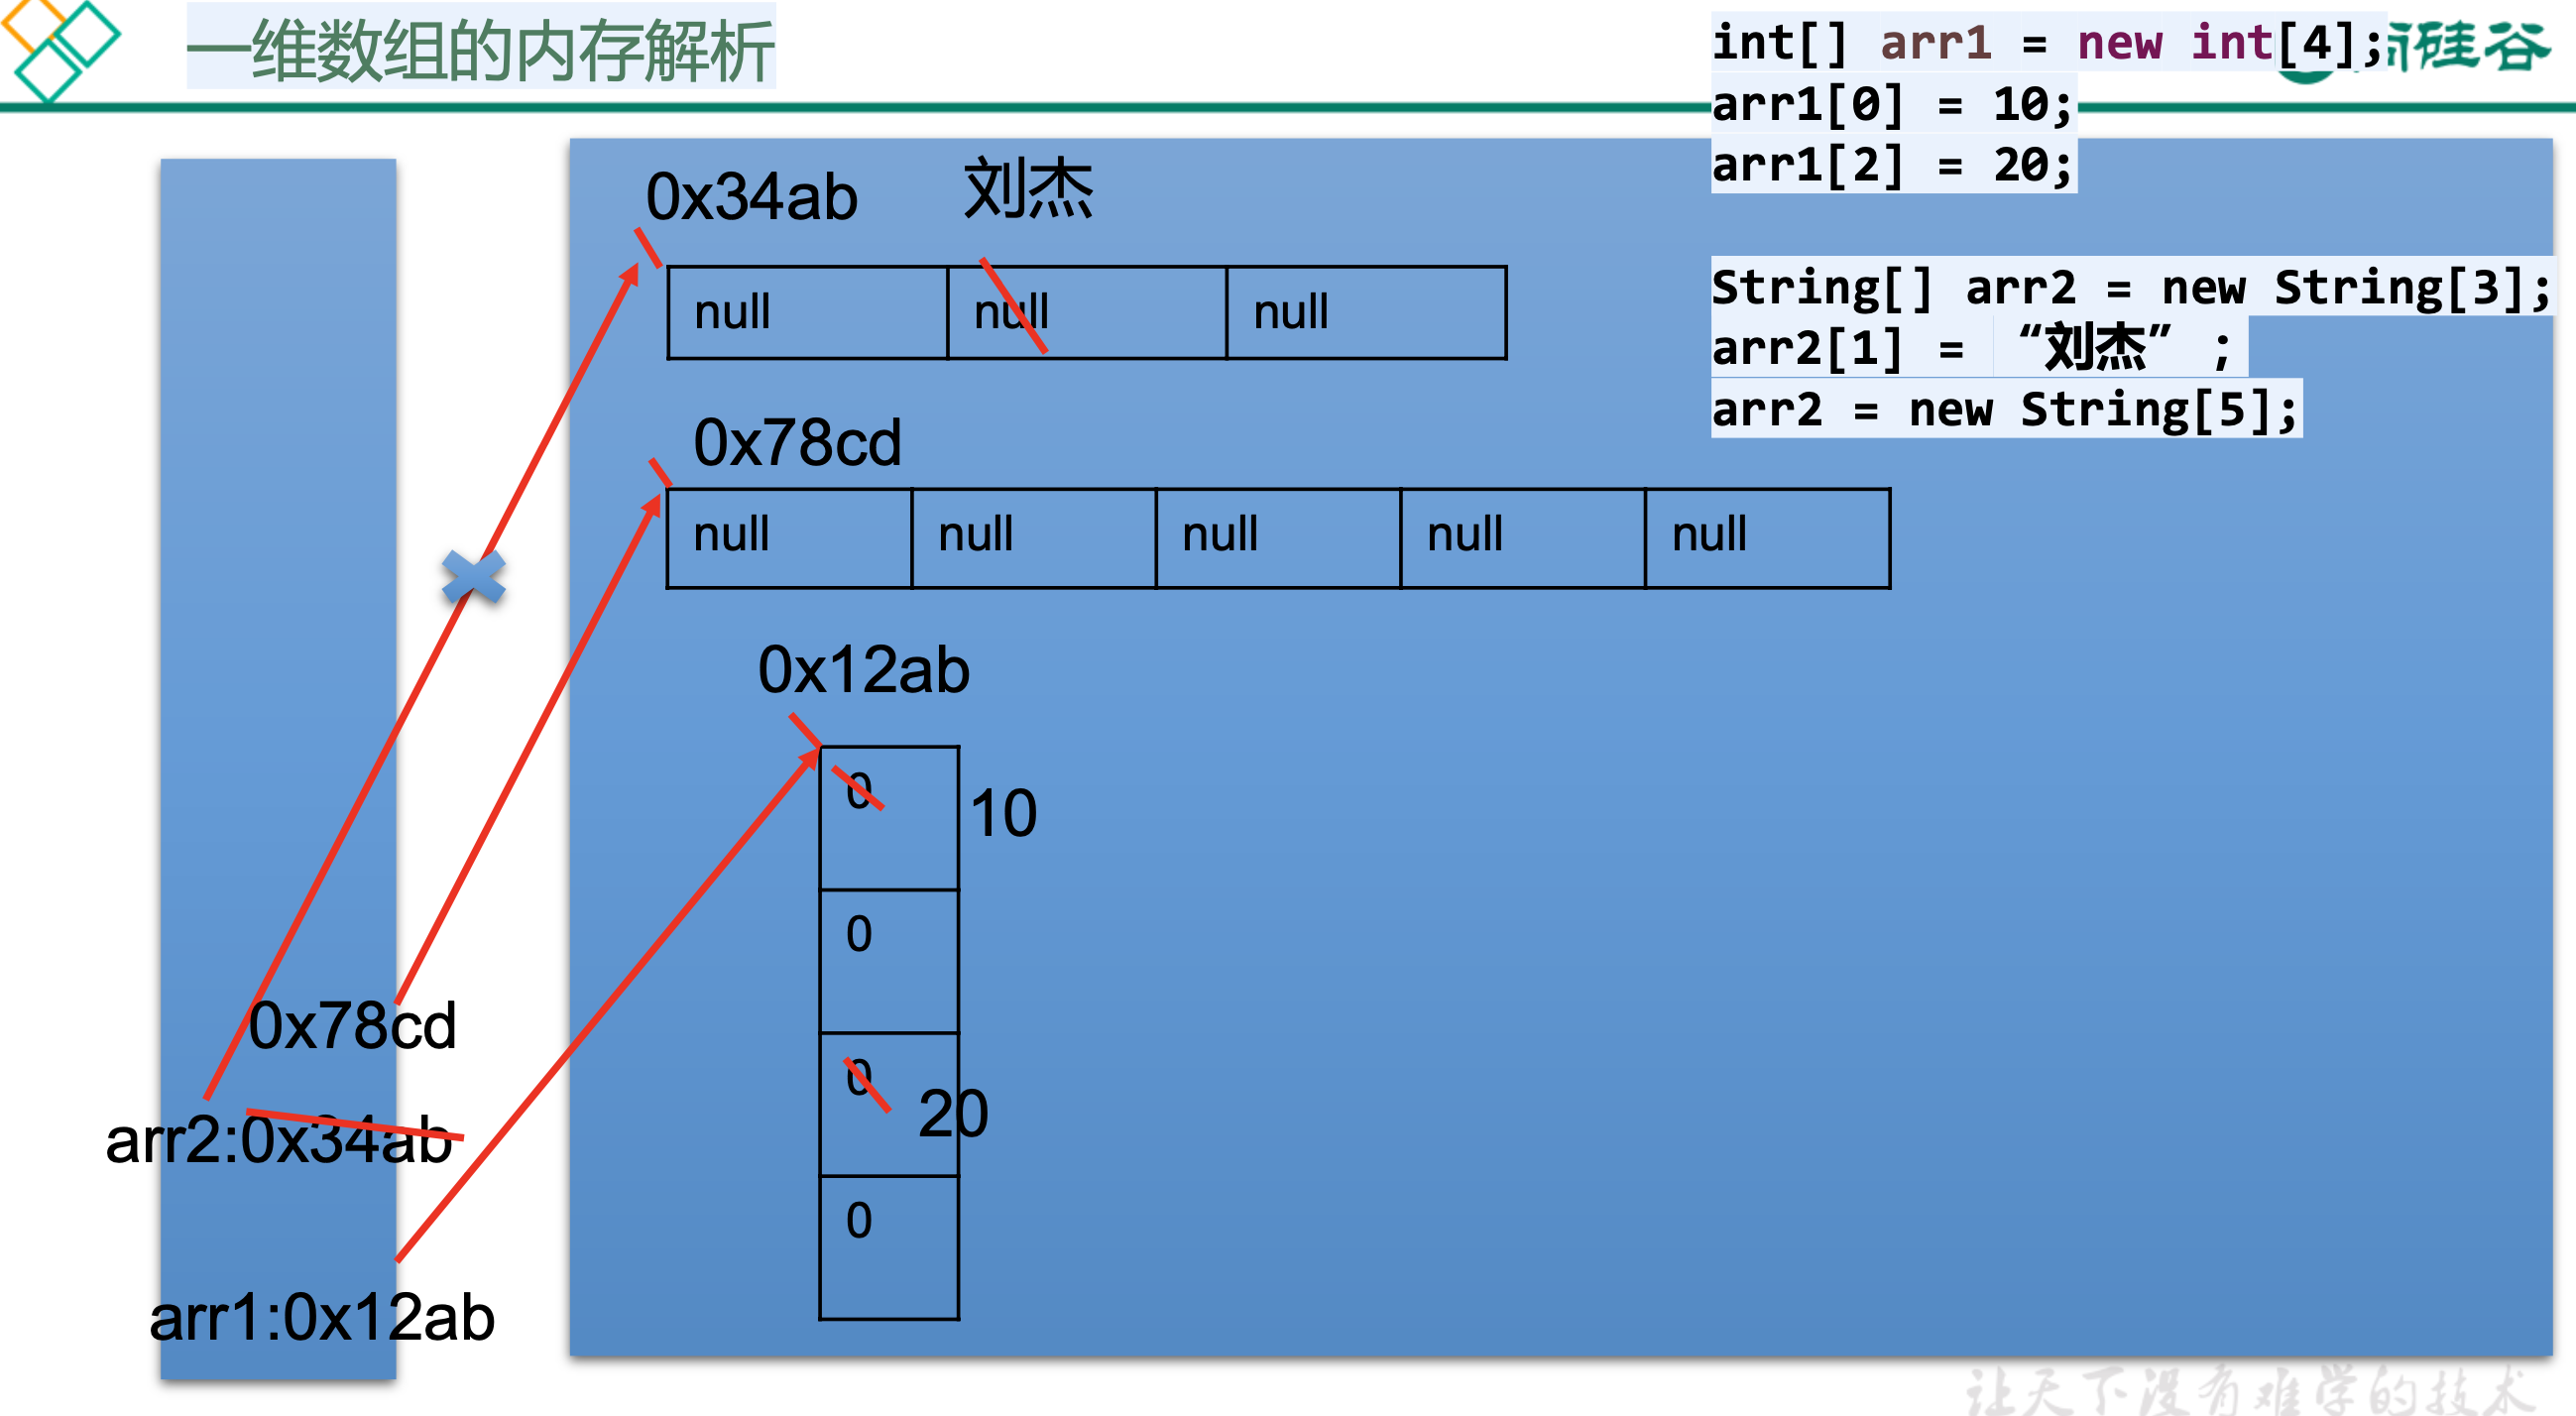 一维数组的内存解析
int[] arr1 = new int[4];
硅谷
arr1[0] = 10;
arr1[2] = 20;
String[] arr2 = new String[3];
arr2[1] = “刘杰” ;
arr2 = new String[5];
0x34ab 刘杰
null null null
0x78cd
null null null null null
0x12ab
0 10
0
0 20
0
0x78cd
arr2:0x34ab
arr1:0x12ab
让天下没有难学的技术